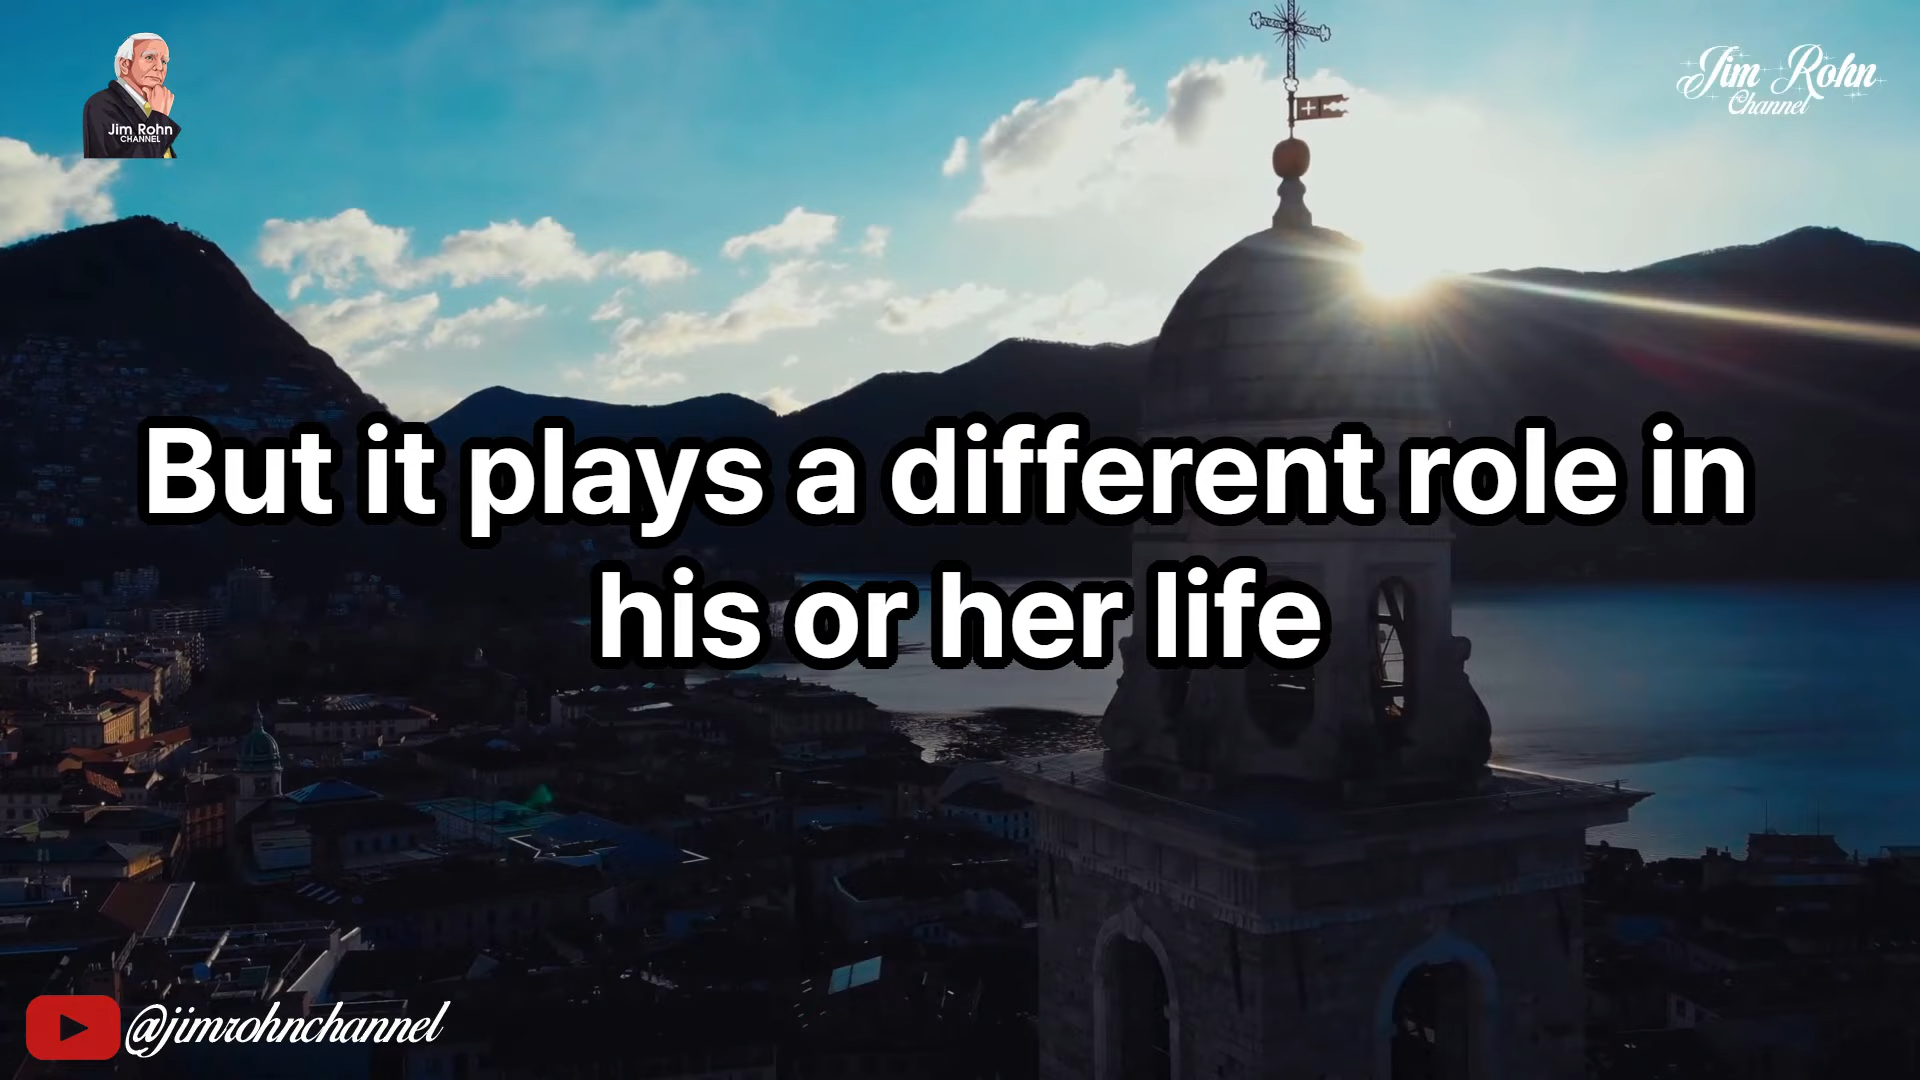 Jim Rohn
CHANNEL
Jim Rohn
Channel
But it plays a different role in
his or her life
@jimrohnchannel